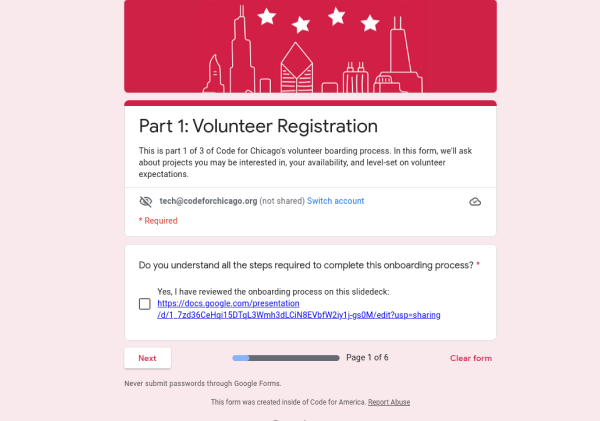 Part 1: Volunteer Registration
This is part 1 of 3 of Code for Chicago's volunteer boarding process. In this form, we'll ask
about projects you may be interested in, your availability, and level-set on volunteer
expectations.
tech@codeforchicago.org (not shared) Switch account
* Required
Do you understand all the steps required to complete this onboarding process? *
Yes, I have reviewed the onboarding process on this slidedeck:
https://docs.google.com/presentation
/d/1_7zd36CeHqi15DTqL3Wmh3dLCjN8EVbfW2jy1j-gs0M/edit?usp=sharing
Next Page 1 of 6 Clear form
Never submit passwords through Google Forms.
This form was created inside of Code for America. Report Abuse